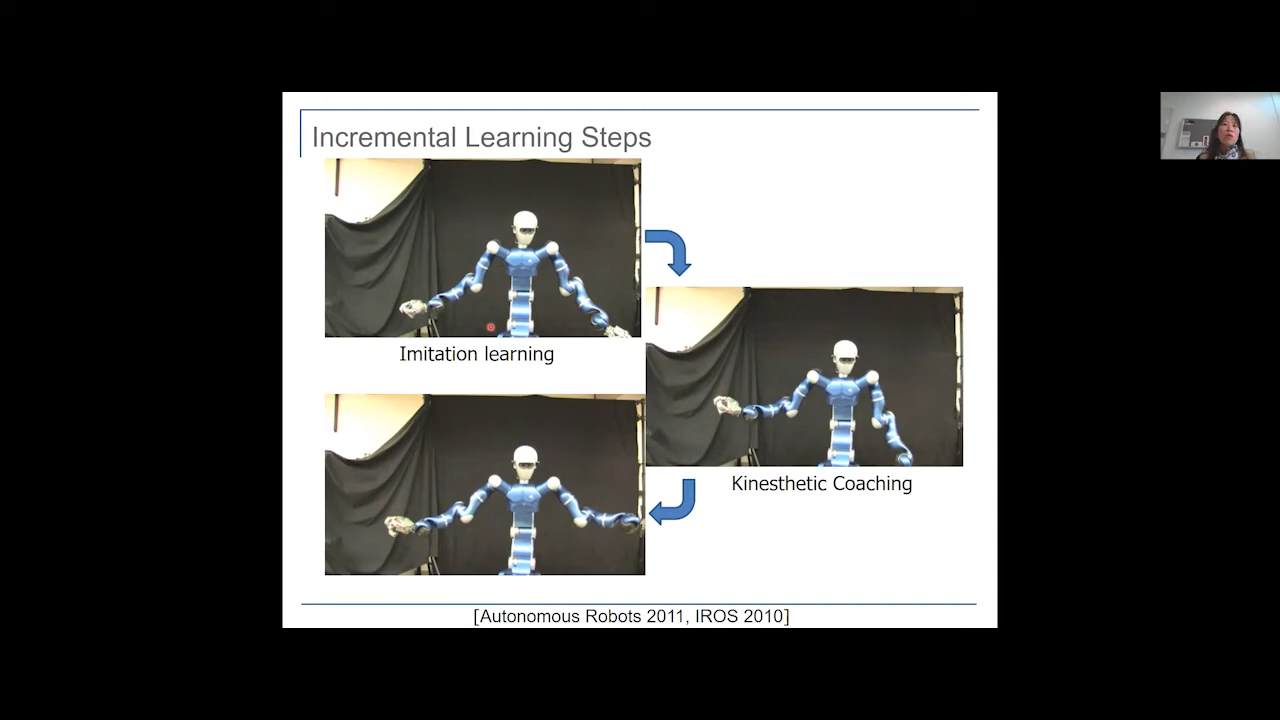 Incremental Learning Steps
Imitation learning
Kinesthetic Coaching
[Autonomous Robots 2011, IROS 2010]